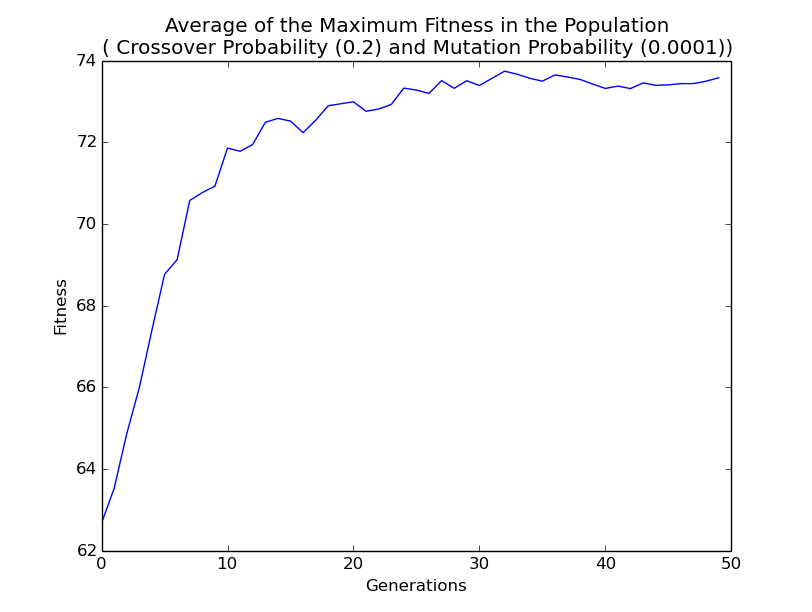 Average of the Maximum Fitness in the Population
( Crossover Probability (0.2) and Mutation Probability (0.0001))
74
72
70
68
66
64
62
Fitness
0 10 20 30 40 50
Generations